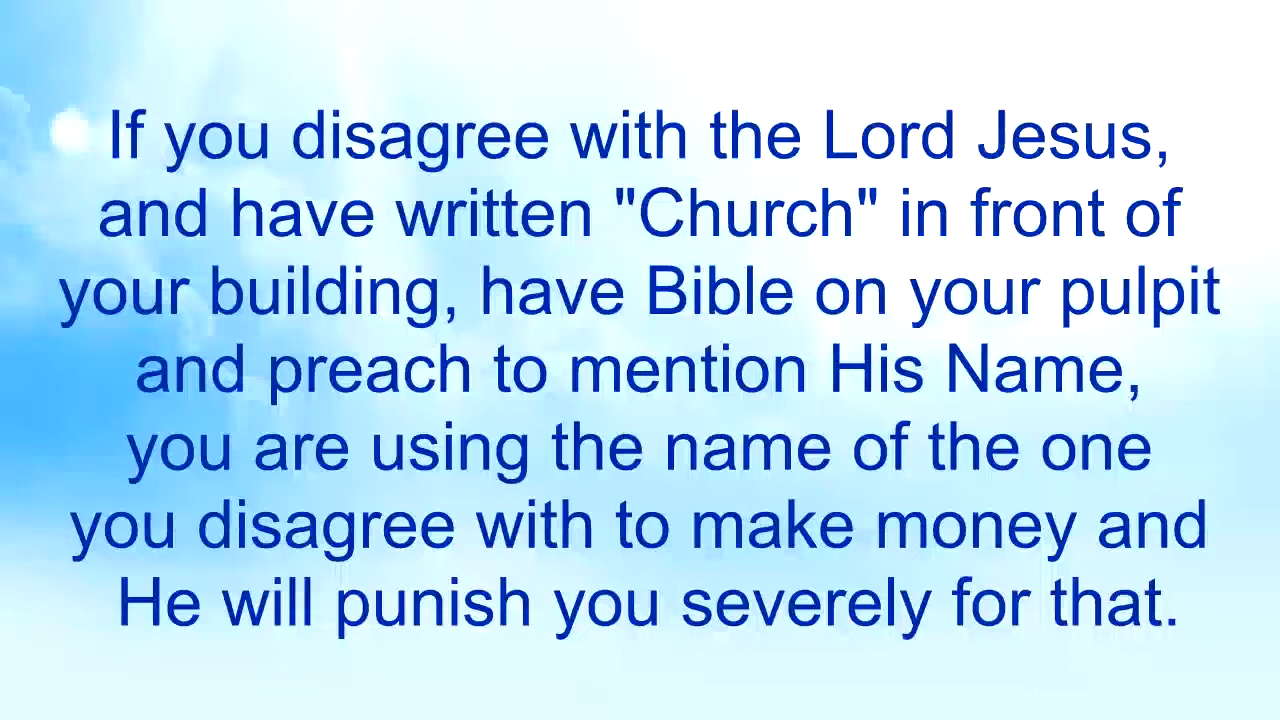 If you disagree with the Lord Jesus,
and have written "Church" in front of
your building, have Bible on your pulpit
and preach to mention His Name,
you are using the name of the one
you disagree with to make money and
He will punish you severely for that.